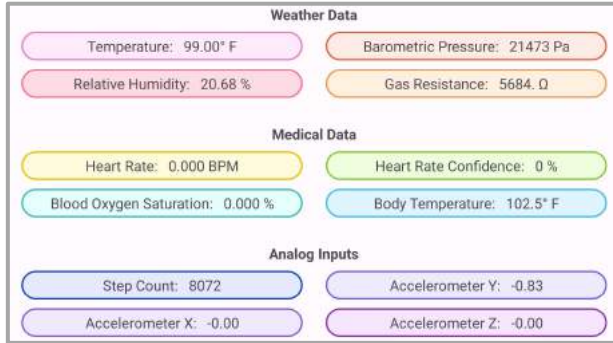 Weather Data
Temperature: 99.00° F
Barometric Pressure: 21473 Pa
Relative Humidity: 20.68 %
Gas Resistance: 5684. Ω
Medical Data
Heart Rate: 0.000 BPM
Heart Rate Confidence: 0 %
Blood Oxygen Saturation: 0.000 %
Body Temperature: 102.5° F
Analog Inputs
Step Count: 8072
Accelerometer Y: -0.83
Accelerometer X: -0.00
Accelerometer Z: -0.00